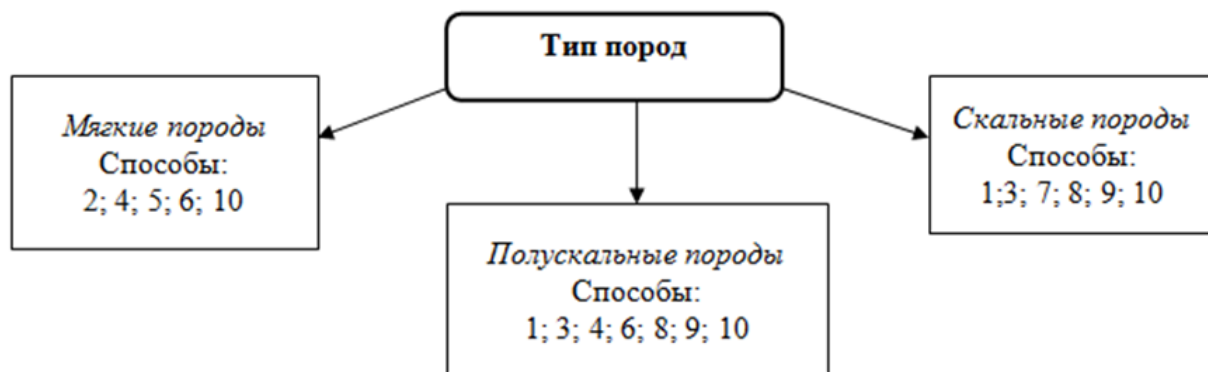 Тип пород
Мягкие породы
Способы:
2; 4; 5; 6; 10
Полускальные породы
Способы:
1; 3; 4; 6; 8; 9; 10
Скальные породы
Способы:
1;3; 7; 8; 9; 10